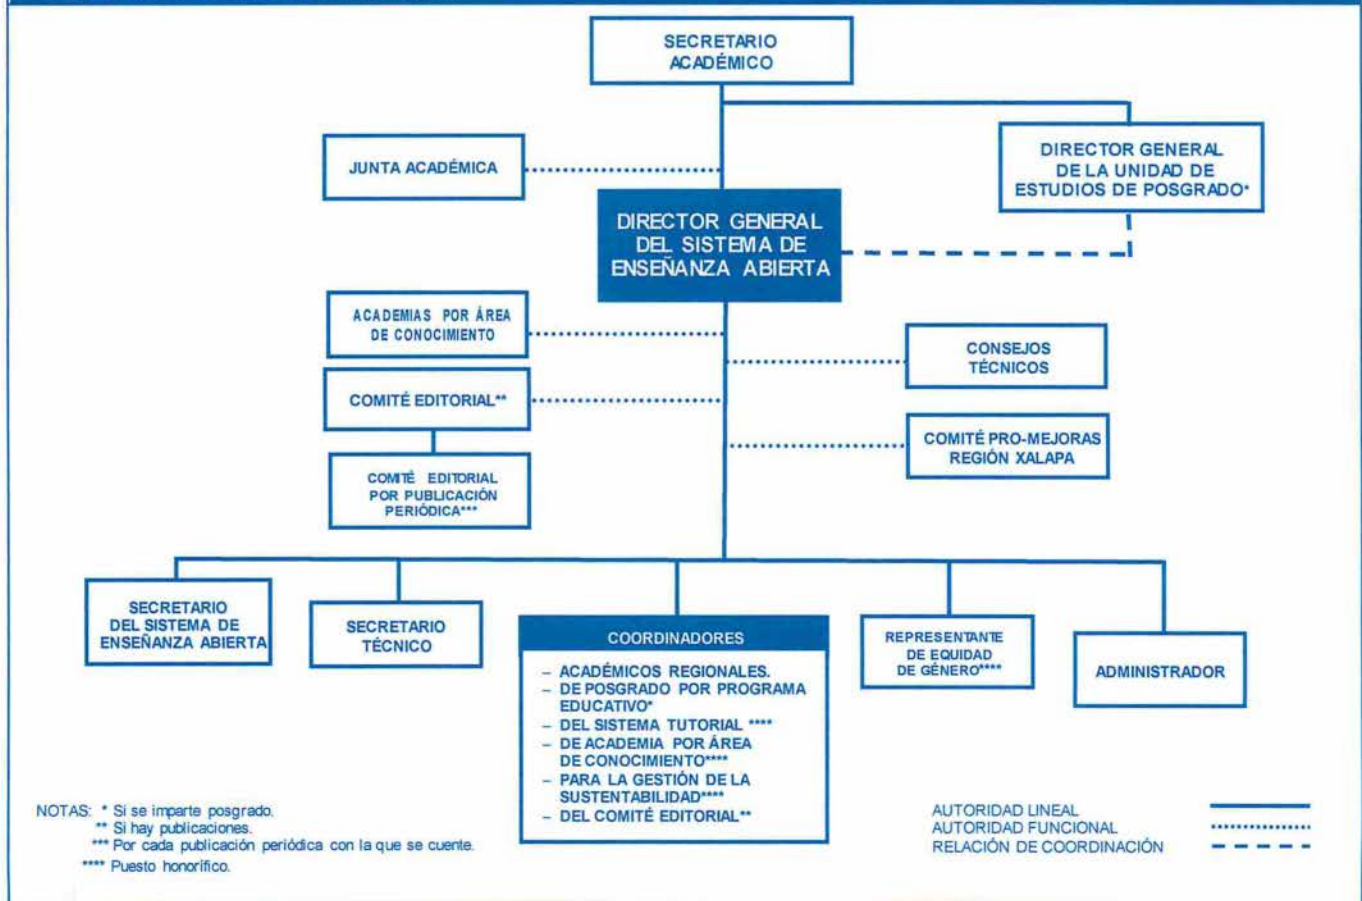 SECRETARIO
ACADÉMICO
JUNTA ACADÉMICA
DIRECTOR GENERAL
DE LA UNIDAD DE
ESTUDIOS DE POSGRADO*
DIRECTOR GENERAL
DEL SISTEMA DE
ENSEÑANZA ABIERTA
ACADEMIAS POR ÁREA
DE CONOCIMIENTO
CONSEJOS
TÉCNICOS
COMITÉ EDITORIAL**
COMITÉ PRO-MEJORAS
REGIÓN XALAPA
COMITÉ EDITORIAL
POR PUBLICACIÓN
PERIÓDICA***
SECRETARIO
DEL SISTEMA DE
ENSEÑANZA ABIERTA
SECRETARIO
TÉCNICO
COORDINADORES
– ACADÉMICOS REGIONALES.
– DE POSGRADO POR PROGRAMA
EDUCATIVO*
– DEL SISTEMA TUTORIAL ****
– DE ACADEMIA POR ÁREA
DE CONOCIMIENTO****
– PARA LA GESTIÓN DE LA
SUSTENTABILIDAD****
– DEL COMITÉ EDITORIAL**
REPRESENTANTE
DE EQUIDAD
DE GÉNERO****
ADMINISTRADOR
NOTAS: * Si se imparte posgrado.
** Si hay publicaciones.
*** Por cada publicación periódica con la que se cuente.
**** Puesto honorífico.
AUTORIDAD LINEAL
AUTORIDAD FUNCIONAL
RELACIÓN DE COORDINACIÓN